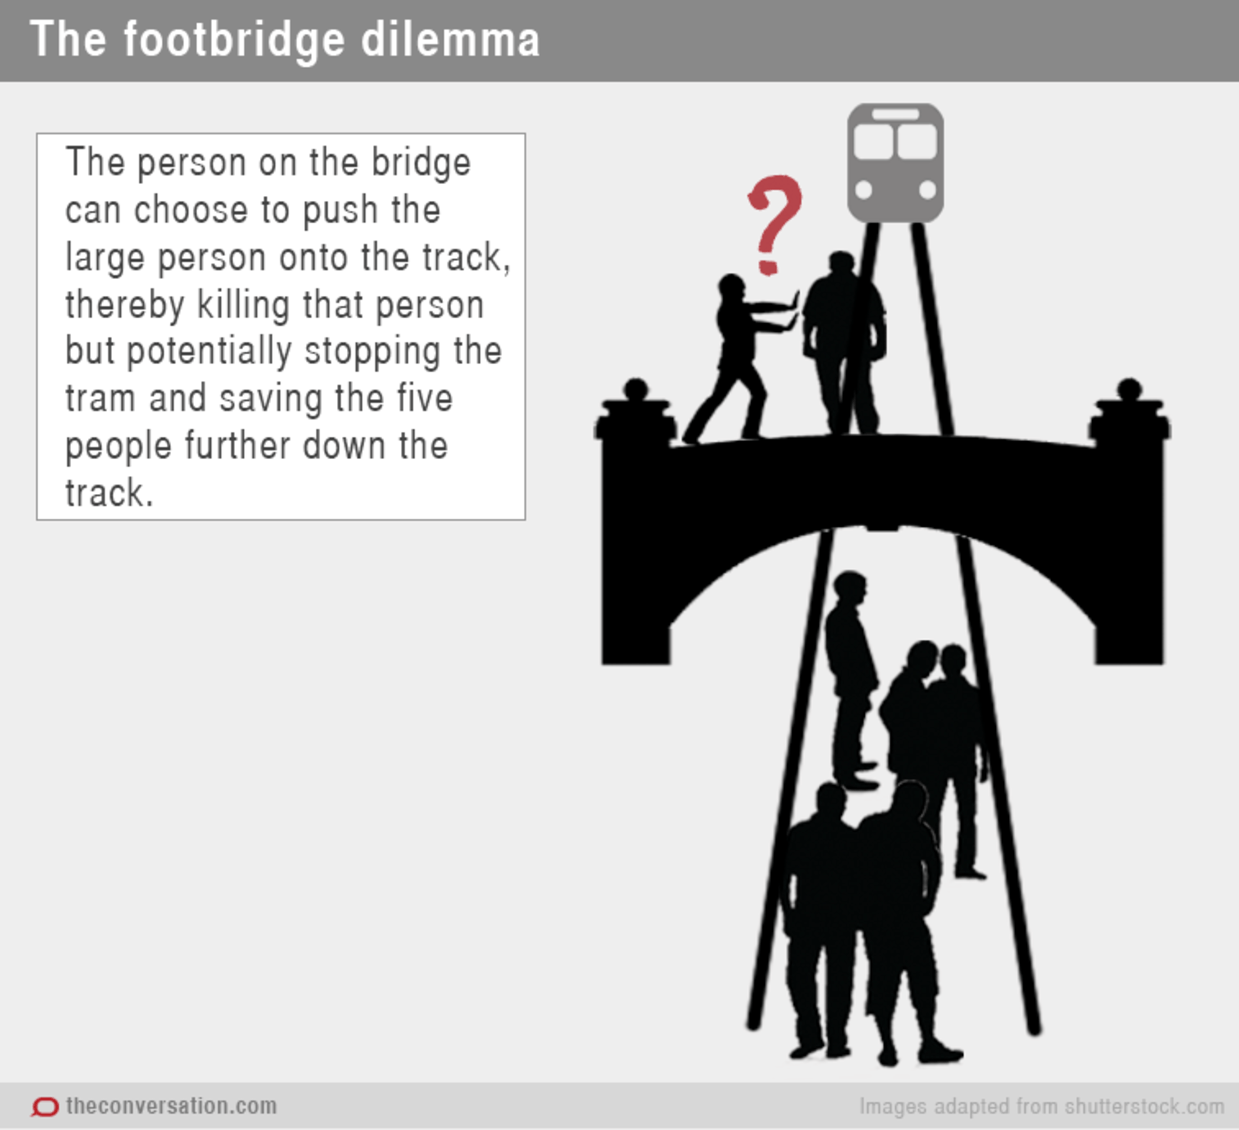 The footbridge dilemma
The person on the bridge
can choose to push the
large person onto the track,
thereby killing that person
but potentially stopping the
tram and saving the five
people further down the
track.
?
theconversation.com
Images adapted from shutterstock.com